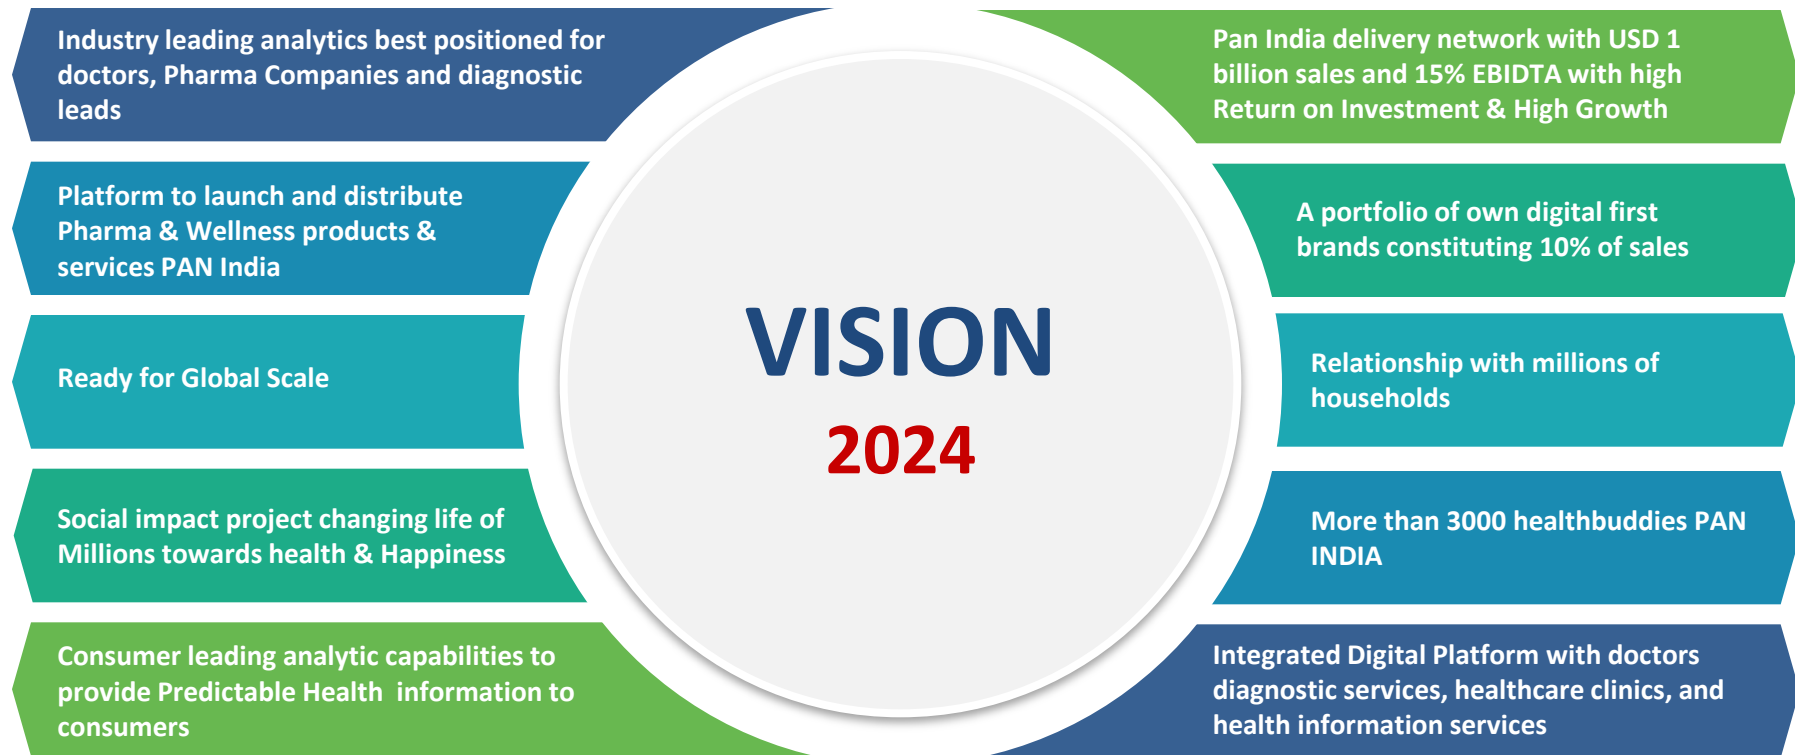 Industry leading analytics best positioned for
doctors, Pharma Companies and diagnostic
leads
Platform to launch and distribute
Pharma & Wellness products &
services PAN India
Ready for Global Scale
Social impact project changing life of
Millions towards health & Happiness
Consumer leading analytic capabilities to
provide Predictable Health  information to
consumers
VISION
2024
Pan India delivery network with USD 1
billion sales and 15% EBIDTA with high
Return on Investment & High Growth
A portfolio of own digital first
brands constituting 10% of sales
Relationship with millions of
households
More than 3000 healthbuddies PAN
INDIA
Integrated Digital Platform with doctors
diagnostic services, healthcare clinics, and
health information services